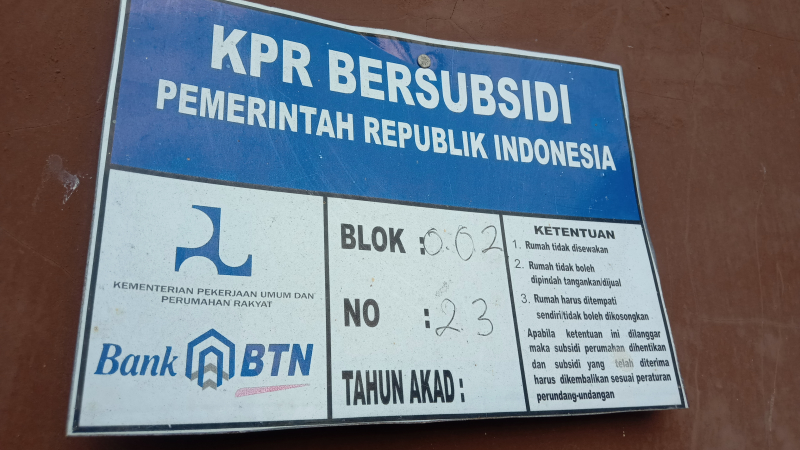 KPR BERSUBSIDI
PEMERINTAH REPUBLIK INDONESIA
KEMENTERIAN PEKERJAAN UMUM DAN
PERUMAHAN RAKYAT
Bank BTN
BLOK : 0.02
NO : 23
TAHUN AKAD :
KETENTUAN
1. Rumah tidak disewakan
2. Rumah tidak boleh
dipindah tangankan/dijual
3. Rumah harus ditempati
sendiri/tidak boleh dikosongkan
Apabila ketentuan ini dilanggar
maka subsidi perumahan dihentikan
dan subsidi yang telah diterima
harus dikembalikan sesuai peraturan
perundang-undangan